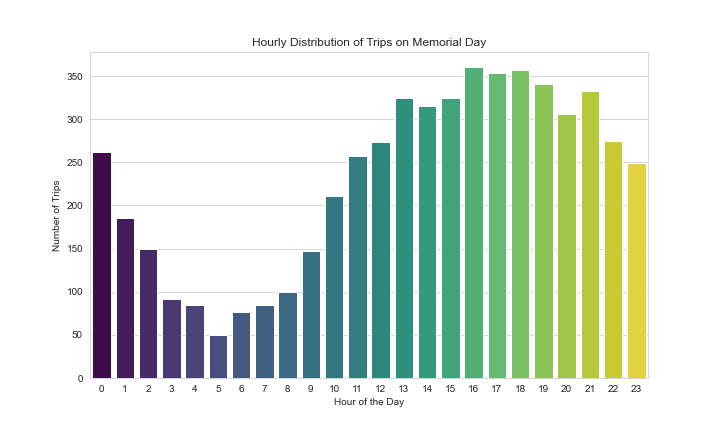 Hourly Distribution of Trips on Memorial Day
Number of Trips
350
300
250
200
150
100
50
0
0 1 2 3 4 5 6 7 8 9 10 11 12 13 14 15 16 17 18 19 20 21 22 23
Hour of the Day